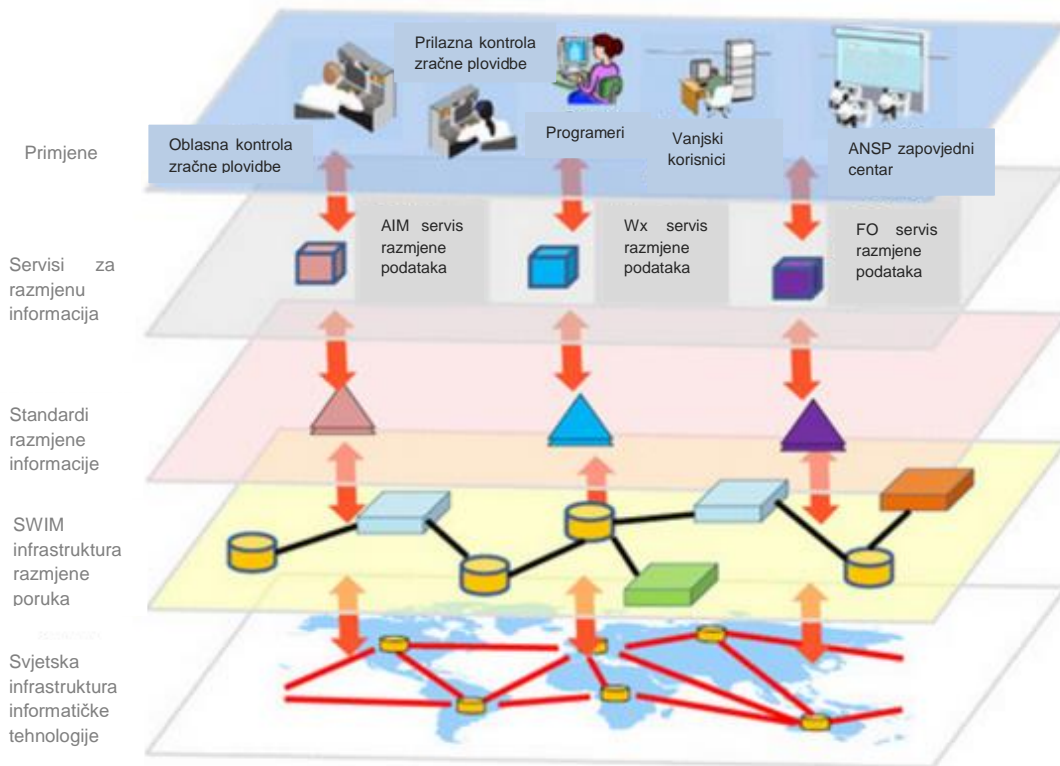 Primjene
Prilazna kontrola
zračne plovidbe
Oblasna kontrola
zračne plovidbe
Programeri
Vanjski
korisnici
ANSP zapovjedni
centar
Servisi za
razmjenu
informacija
AIM servis
razmjene
podataka
Wx servis
razmjene
podataka
FO servis
razmjene
podataka
Standardi
razmjene
informacije
SWIM
infrastruktura
razmjene
poruka
Svjetska
infrastruktura
informatičke
tehnologije